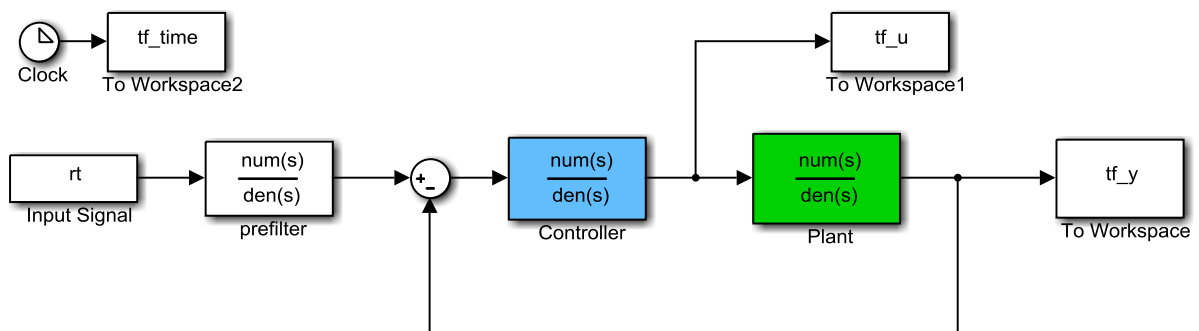 tf_time
Clock
To Workspace2
tf_u
To Workspace1
rt
Input Signal
num(s)
den(s)
prefilter
+
−
num(s)
den(s)
Controller
num(s)
den(s)
Plant
tf_y
To Workspace